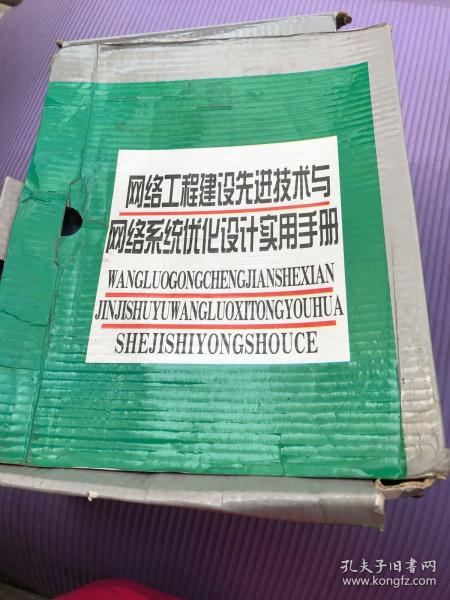 网络工程建设先进技术与
网络系统优化设计实用手册
WANGLUOGONGCHENGJIANSHEXIAN
JINJISHUYUWANGLUOXITONGYOUHUA
SHEJISHIYONGSHOUCE
孔夫子旧书网
www.kongfz.com